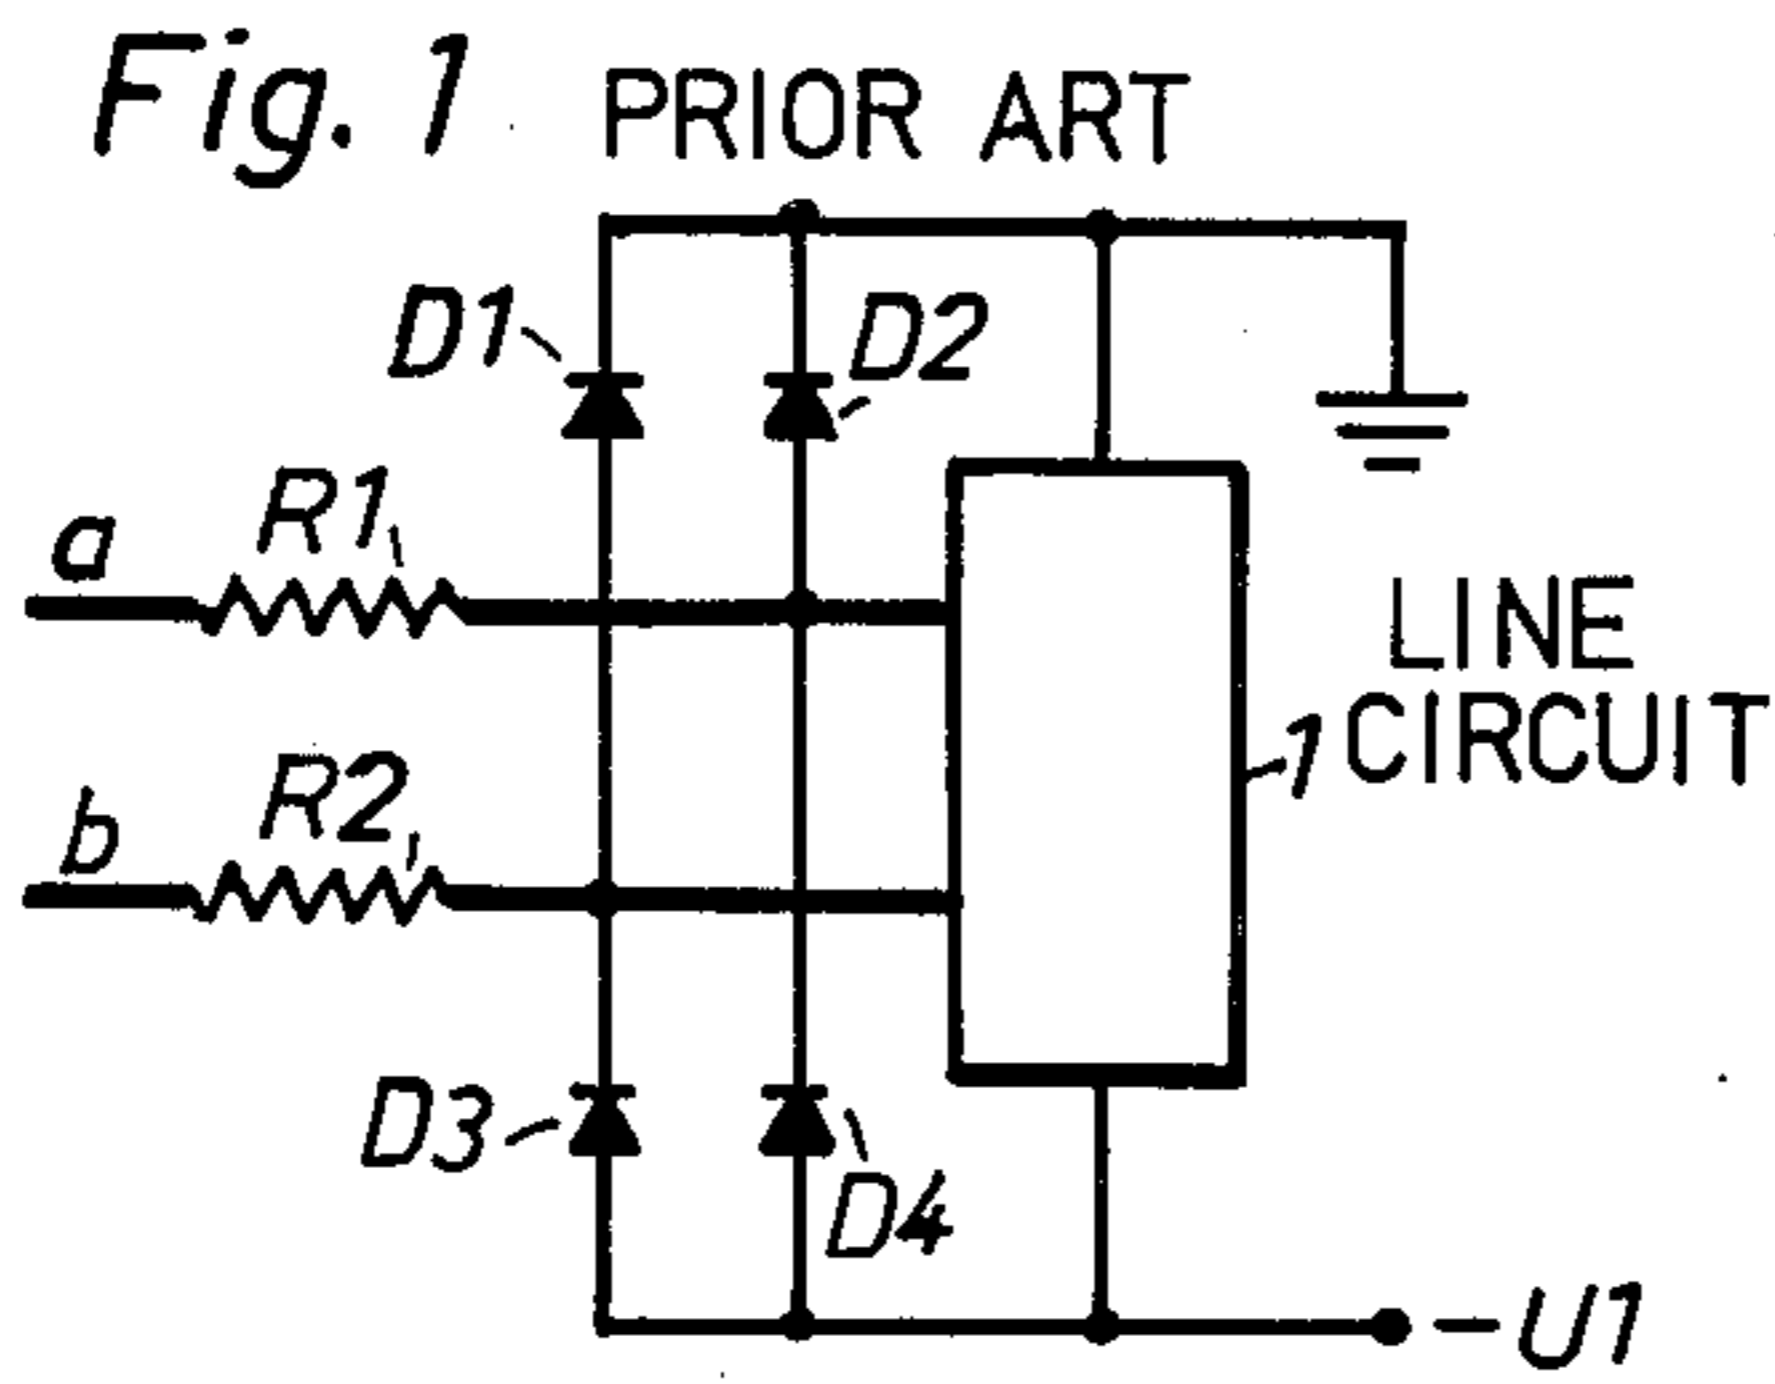 Fig. 1 PRIOR ART
D1
D2
R1
a
LINE
CIRCUIT
1
R2
b
D3
D4
-U1